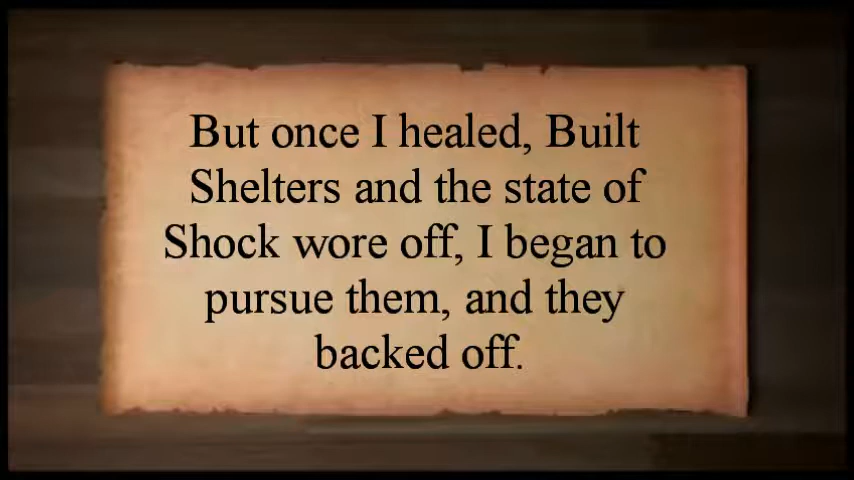 But once I healed, Built
Shelters and the state of
Shock wore off, I began to
pursue them, and they
backed off.